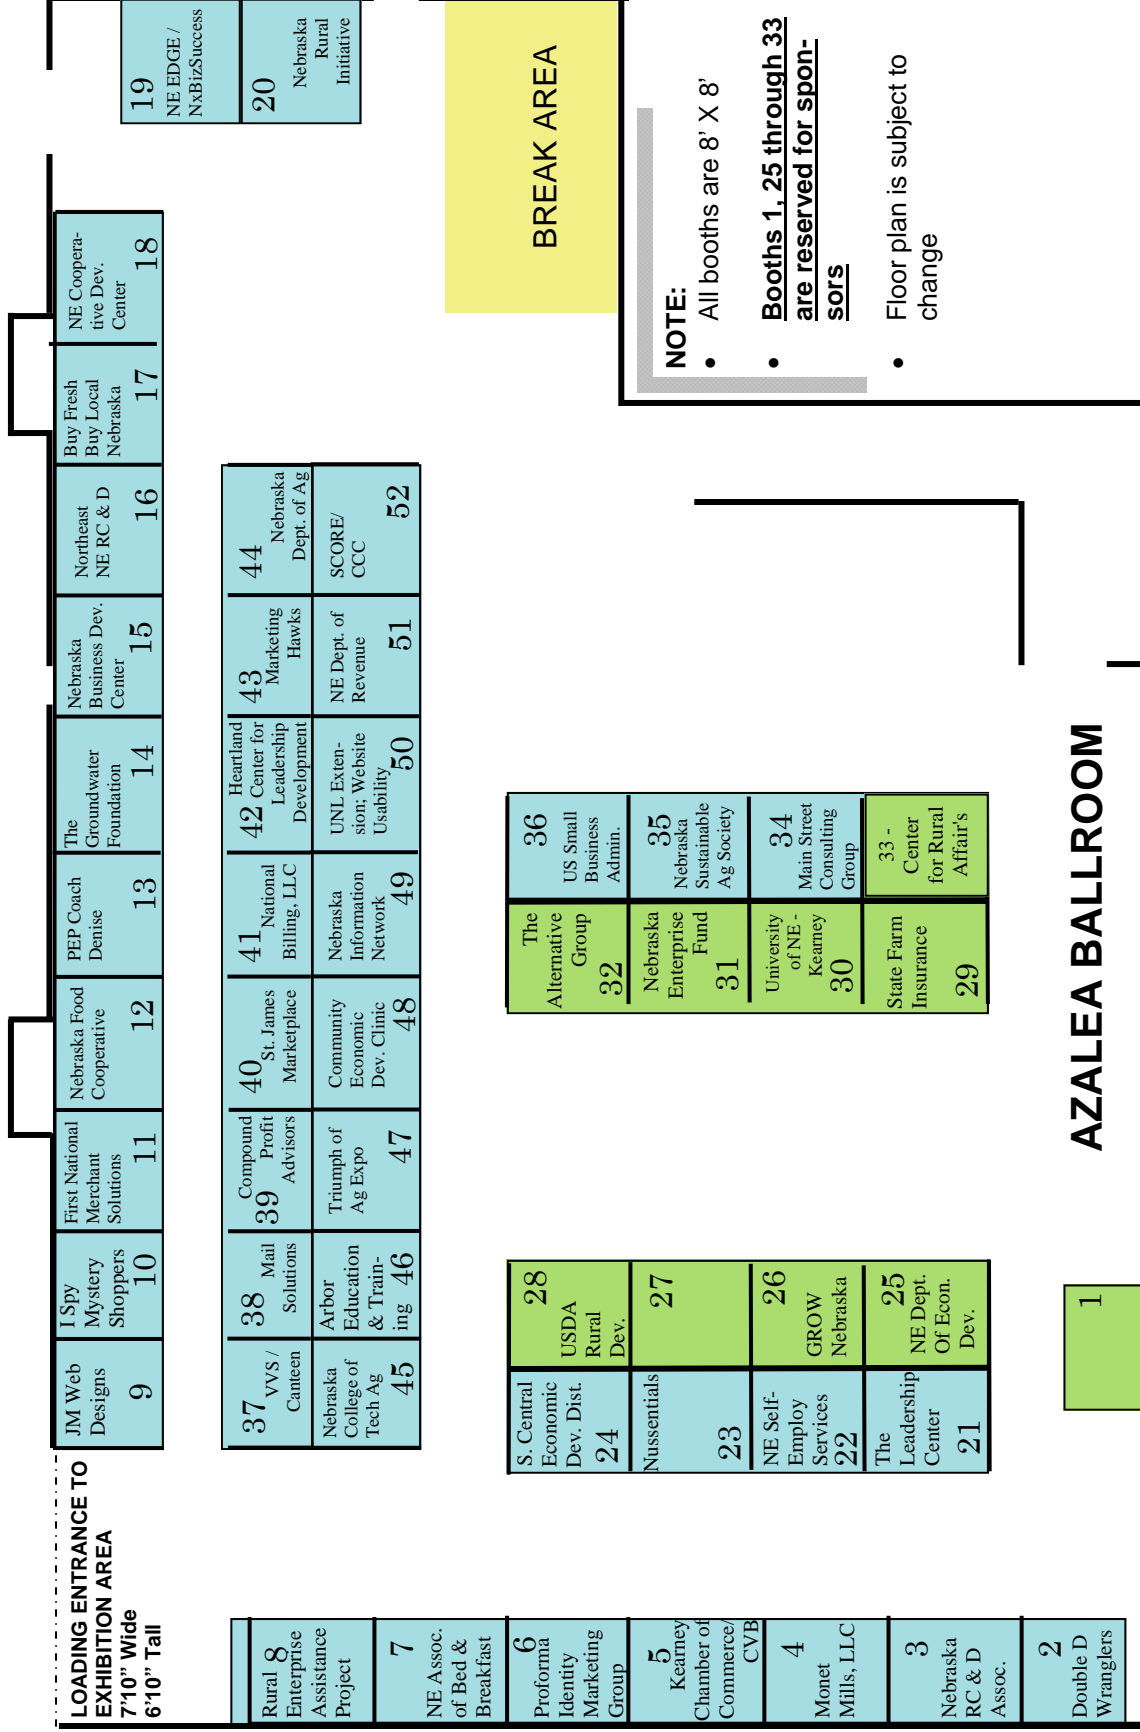 LOADING ENTRANCE TO
EXHIBITION AREA
7'10" Wide
6'10" Tall
JM Web
Designs
9
I Spy
Mystery
Shoppers
10
First National
Merchant
Solutions
11
Nebraska Food
Cooperative
12
PEP Coach
Denise
13
The
Groundwater
Foundation
14
Nebraska
Business Dev.
Center
15
Northeast
NE RC & D
16
Buy Fresh
Buy Local
Nebraska
17
NE Coopera-
tive Dev.
Center
18
19
NE EDGE /
NxBizSuccess
20
Nebraska
Rural
Initiative
37 VVS /
Canteen
38 Mail
Solutions
Compound
39 Profit
Advisors
40 St. James
Marketplace
41 National
Billing, LLC
Heartland
42 Center for
Leadership
Development
43
Marketing
Hawks
44
Nebraska
Dept. of Ag
Nebraska
College of
Tech Ag
45
Arbor
Education
& Train-
ing 46
Triumph of
Ag Expo
47
Community
Economic
Dev. Clinic
48
Nebraska
Information
Network
49
UNL Exten-
sion; Website
Usability
50
NE Dept. of
Revenue
51
SCORE/
CCC
52
BREAK AREA
NOTE:
• All booths are 8' X 8'
• Booths 1, 25 through 33
are reserved for spon-
sors
• Floor plan is subject to
change
S. Central
Economic
Dev. Dist.
24
28
USDA
Rural
Dev.
Nussentials
23
27
NE Self-
Employ
Services
22
26
GROW
Nebraska
The
Leadership
Center
21
25
NE Dept.
Of Econ.
Dev.
The
Alternative
Group
32
36
US Small
Business
Admin.
Nebraska
Enterprise
Fund
31
35
Nebraska
Sustainable
Ag Society
University
of NE -
Kearney
30
34
Main Street
Consulting
Group
State Farm
Insurance
29
33 -
Center
for Rural
Affair's
Rural 8
Enterprise
Assistance
Project
7
NE Assoc.
of Bed &
Breakfast
6
Proforma
Identity
Marketing
Group
5
Kearney
Chamber of
Commerce/
CVB
4
Monet
Mills, LLC
3
Nebraska
RC & D
Assoc.
2
Double D
Wranglers
1
AZALEA BALLROOM